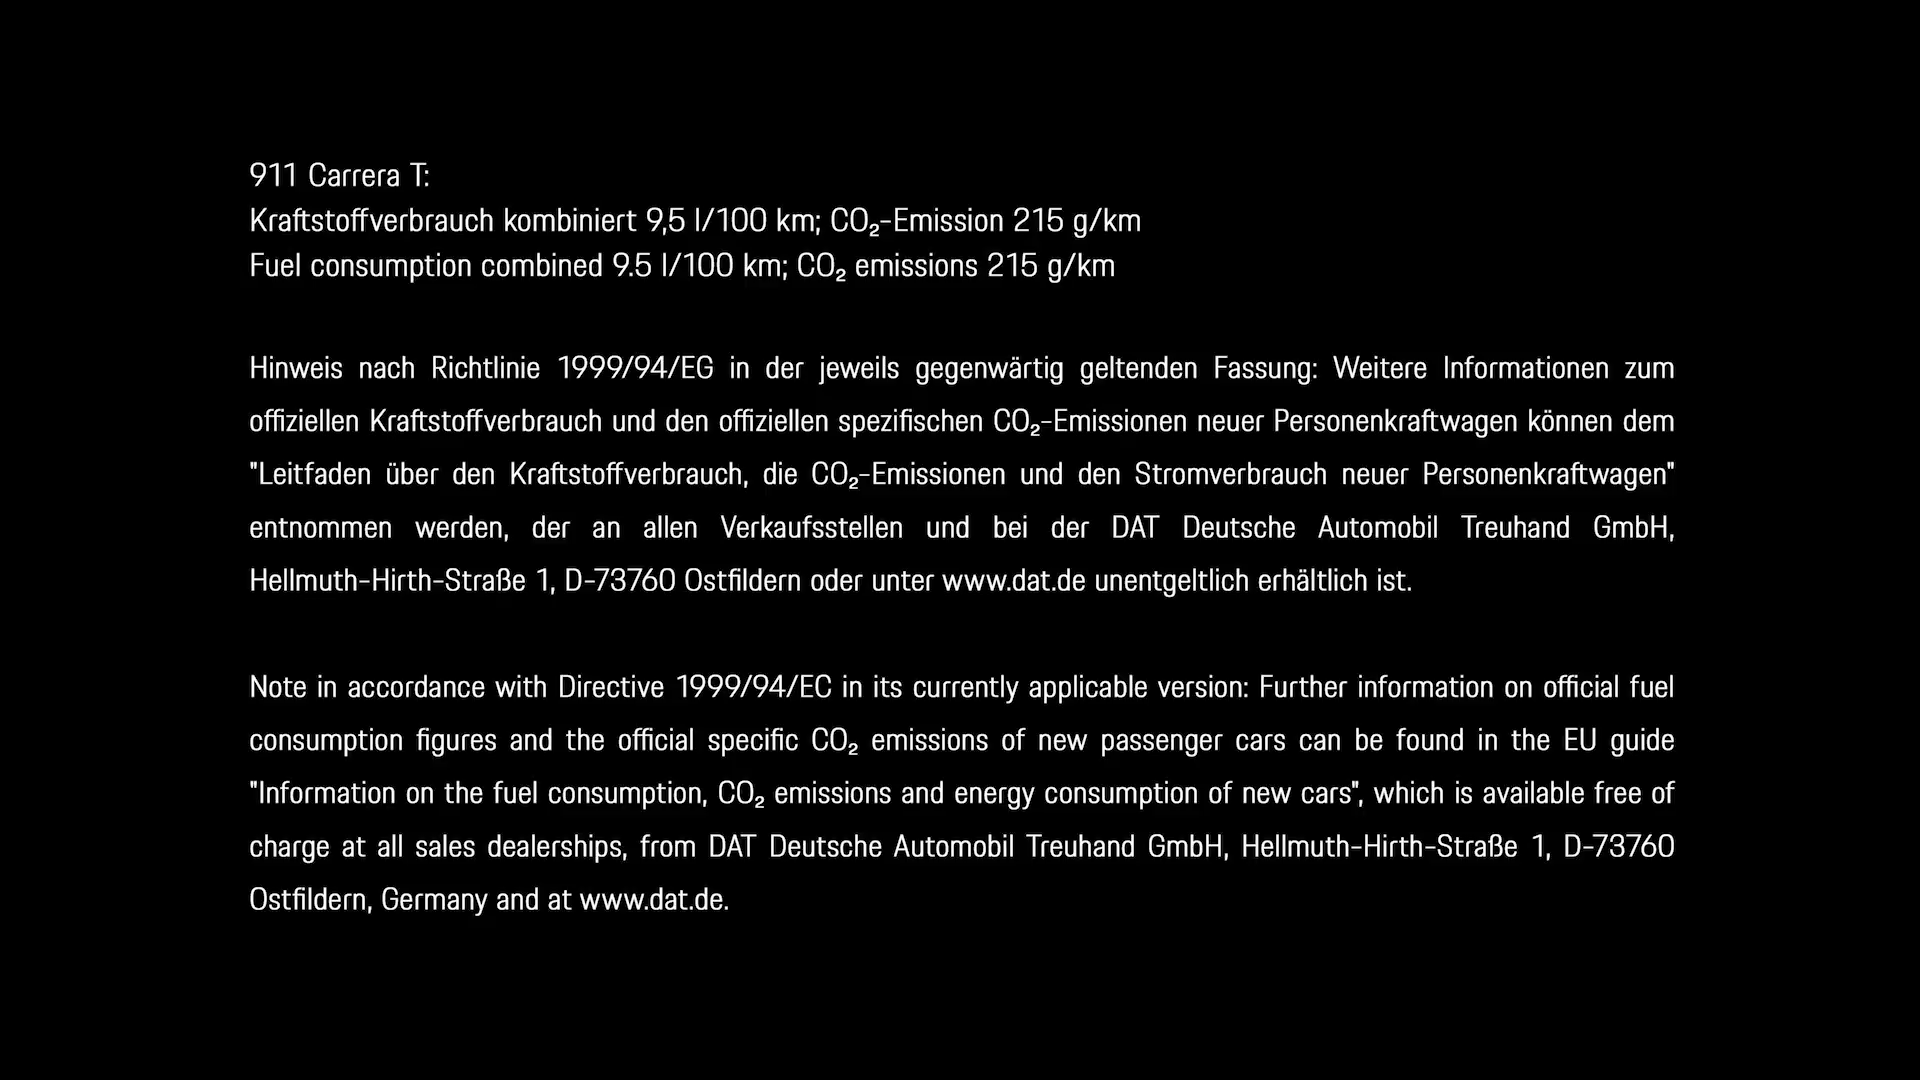 911 Carrera T:
Kraftstoffverbrauch kombiniert 9,5 l/100 km; CO₂-Emission 215 g/km
Fuel consumption combined 9.5 l/100 km; CO₂ emissions 215 g/km
Hinweis nach Richtlinie 1999/94/EG in der jeweils gegenwärtig geltenden Fassung: Weitere Informationen zum
offiziellen Kraftstoffverbrauch und den offiziellen spezifischen CO₂-Emissionen neuer Personenkraftwagen können dem
"Leitfaden über den Kraftstoffverbrauch, die CO₂-Emissionen und den Stromverbrauch neuer Personenkraftwagen"
entnommen werden, der an allen Verkaufsstellen und bei der DAT Deutsche Automobil Treuhand GmbH,
Hellmuth-Hirth-Straße 1, D-73760 Ostfildern oder unter www.dat.de unentgeltlich erhältlich ist.
Note in accordance with Directive 1999/94/EC in its currently applicable version: Further information on official fuel
consumption figures and the official specific CO₂ emissions of new passenger cars can be found in the EU guide
"Information on the fuel consumption, CO₂ emissions and energy consumption of new cars", which is available free of
charge at all sales dealerships, from DAT Deutsche Automobil Treuhand GmbH, Hellmuth-Hirth-Straße 1, D-73760
Ostfildern, Germany and at www.dat.de.